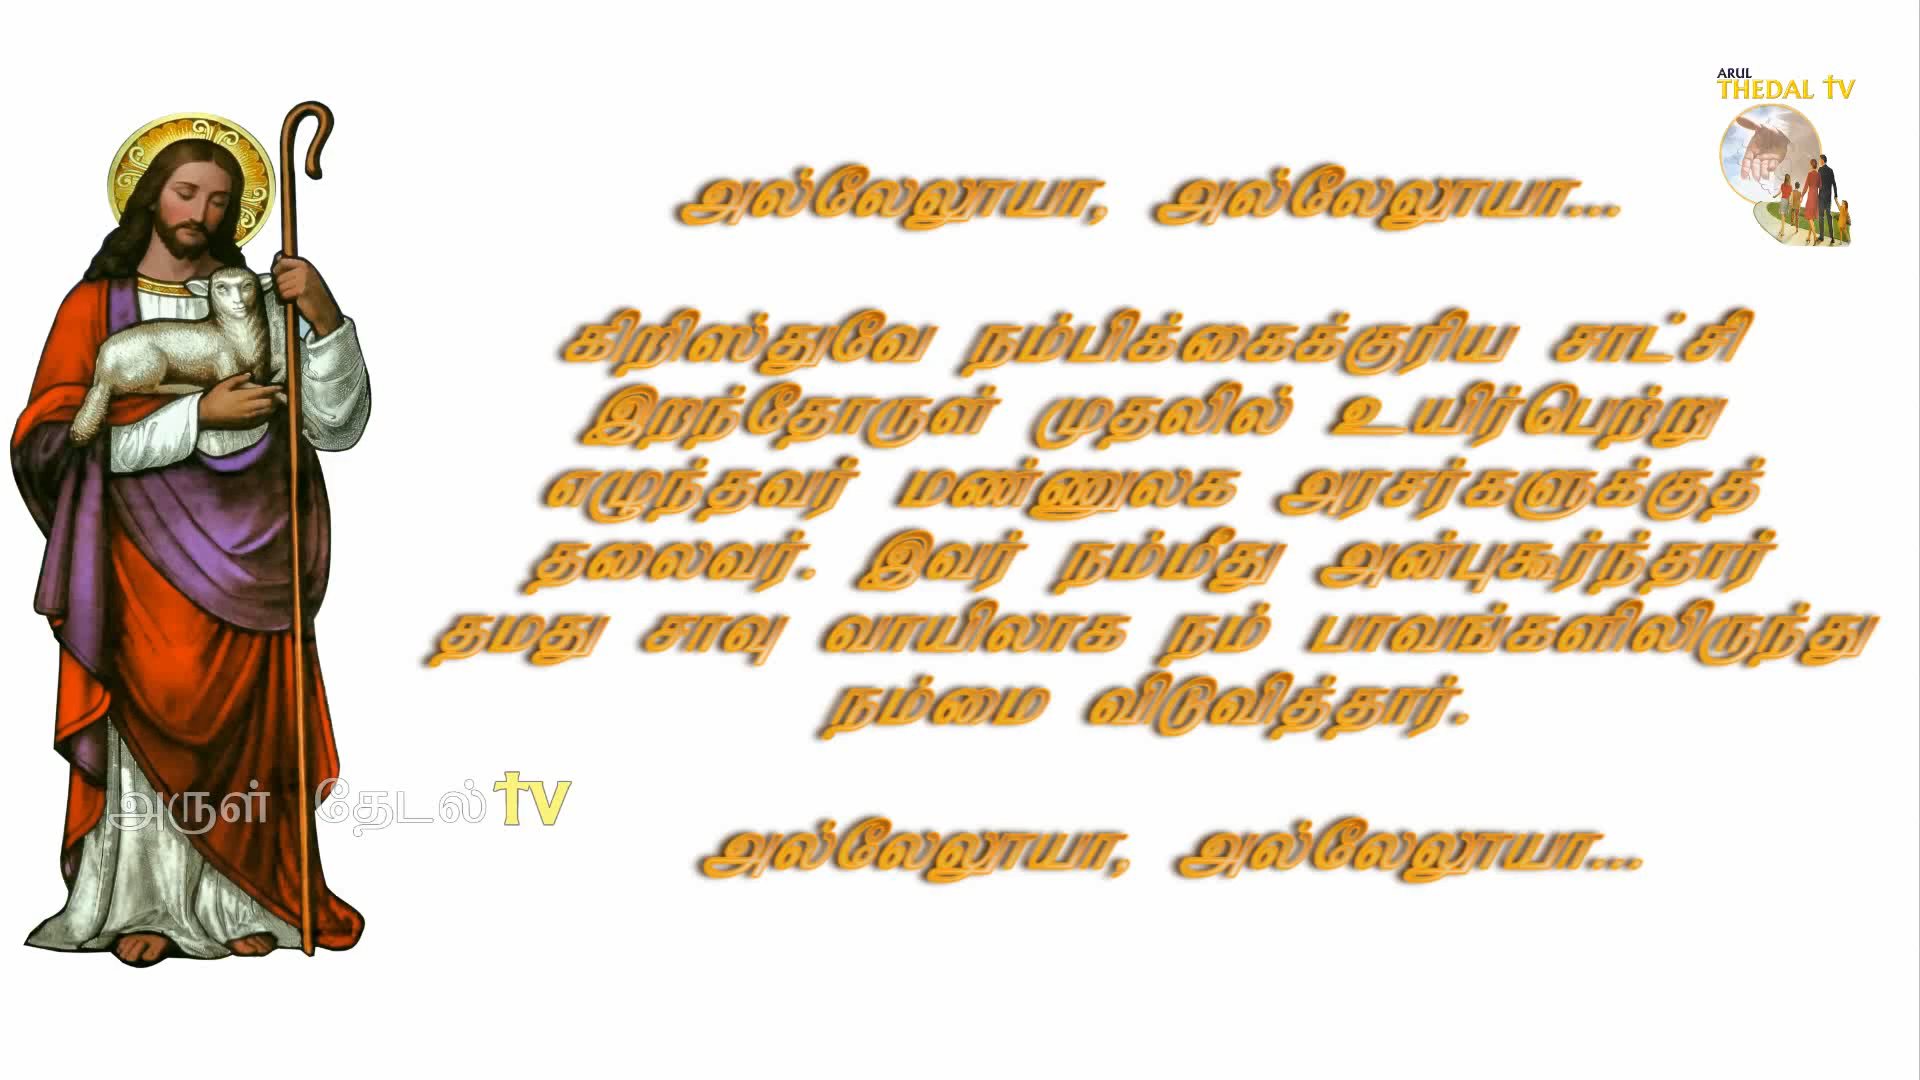 ARUL
THEDAL TV
அல்லேலூயா, அல்லேலூயா...
கிறிஸ்துவே நம்பிக்கைக்குரிய சாட்சி
இறந்தோருள் முதலில் உயிர்பெற்று
எழுந்தவர் மண்ணுலக அரசர்களுக்குத்
தலைவர். இவர் நம்மீது அன்புகூர்ந்தார்
தமது சாவு வாயிலாக நம் பாவங்களிலிருந்து
நம்மை விடுவித்தார்.
அருள் தேடல் TV
அல்லேலூயா, அல்லேலூயா...